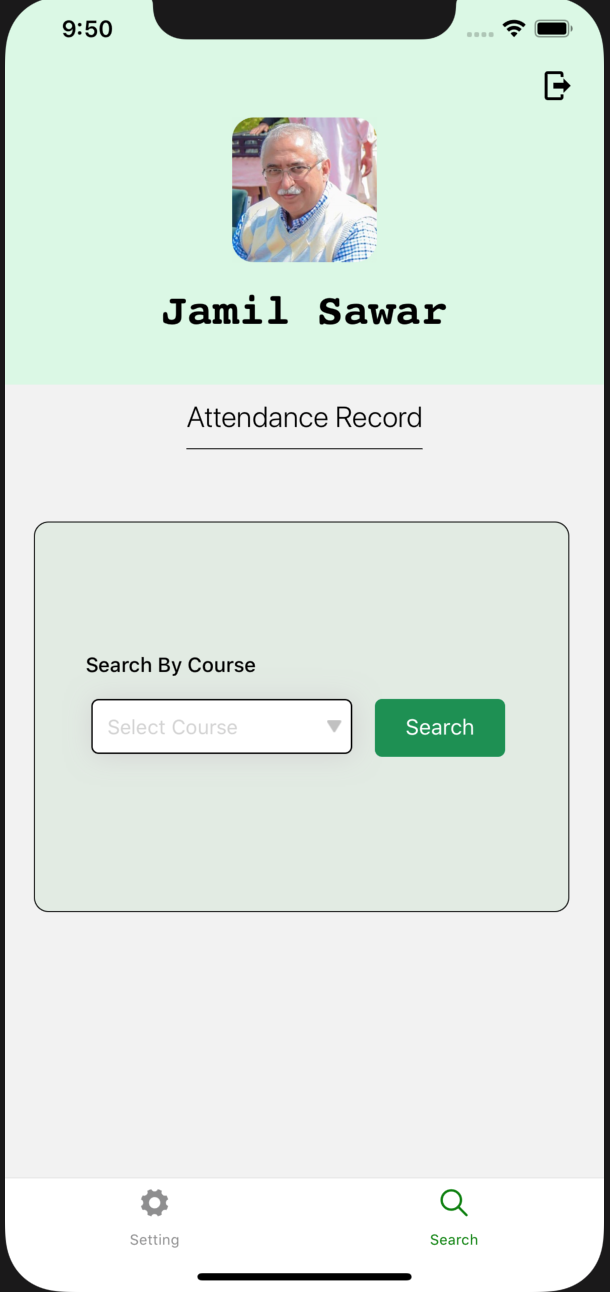 9:50
Jamil Sawar
Attendance Record
Search By Course
Select Course
Search
Setting
Search